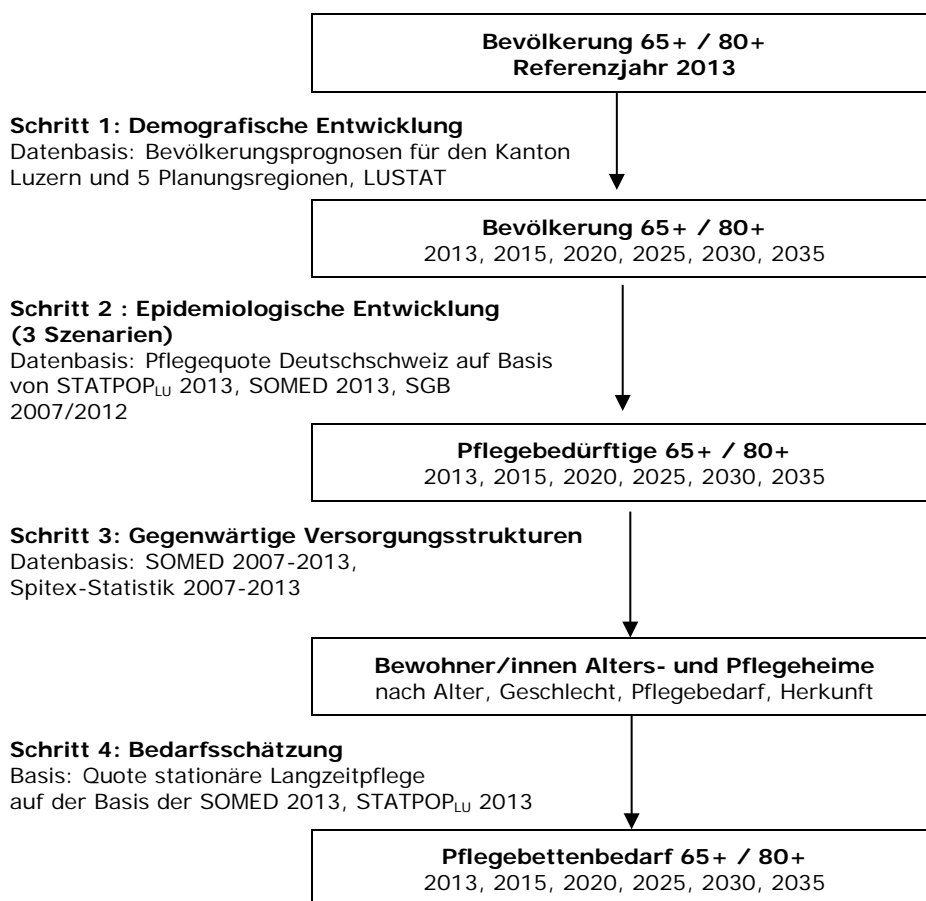 Bevölkerung 65+ / 80+
Referenzjahr 2013
Schritt 1: Demografische Entwicklung
Datenbasis: Bevölkerungsprognosen für den Kanton
Luzern und 5 Planungsregionen, LUSTAT
Bevölkerung 65+ / 80+
2013, 2015, 2020, 2025, 2030, 2035
Schritt 2 : Epidemiologische Entwicklung
(3 Szenarien)
Datenbasis: Pflegequote Deutschschweiz auf Basis
von STATPOPLU 2013, SOMED 2013, SGB
2007/2012
Pflegebedürftige 65+ / 80+
2013, 2015, 2020, 2025, 2030, 2035
Schritt 3: Gegenwärtige Versorgungsstrukturen
Datenbasis: SOMED 2007-2013,
Spitex-Statistik 2007-2013
Bewohner/innen Alters- und Pflegeheime
nach Alter, Geschlecht, Pflegebedarf, Herkunft
Schritt 4: Bedarfsschätzung
Basis: Quote stationäre Langzeitpflege
auf der Basis der SOMED 2013, STATPOPLU 2013
Pflegebettenbedarf 65+ / 80+
2013, 2015, 2020, 2025, 2030, 2035